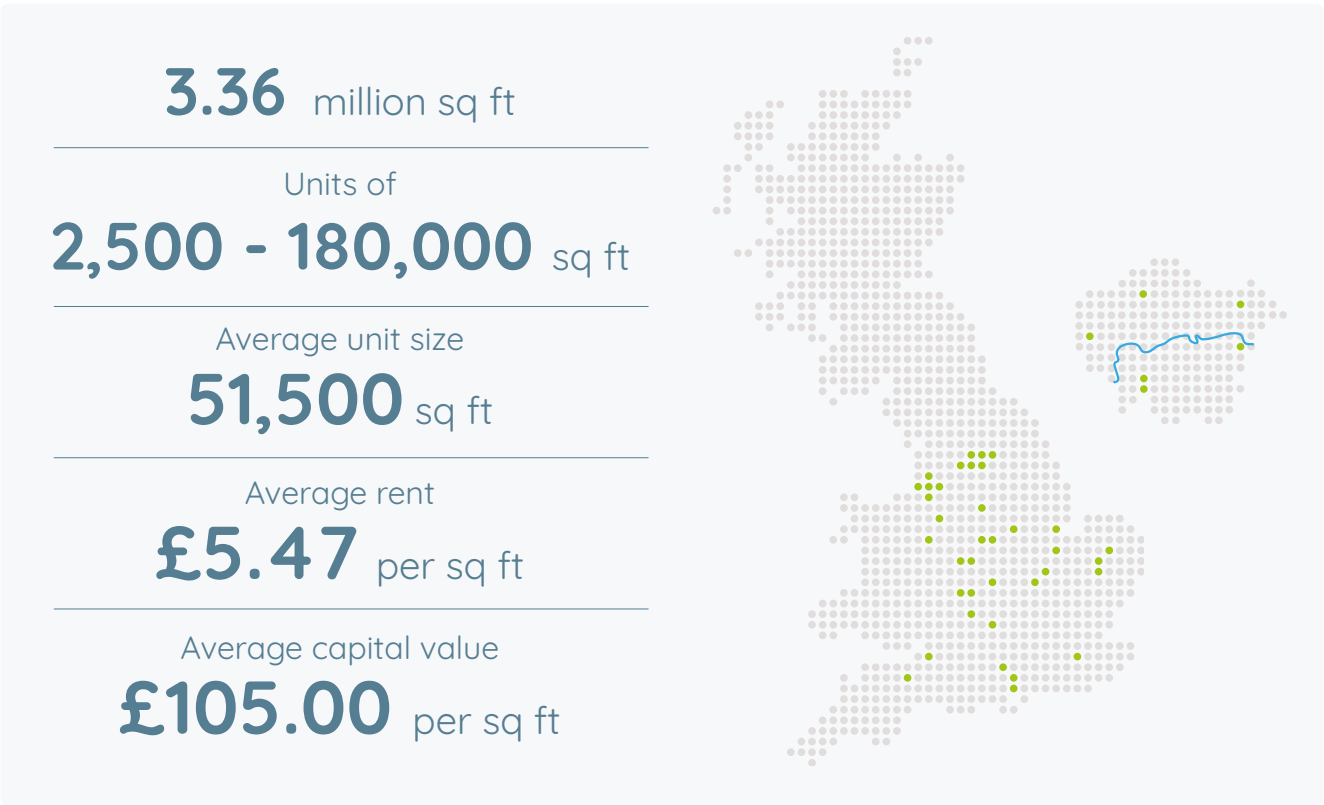 3.36 million sq ft
Units of
2,500 - 180,000 sq ft
Average unit size
51,500 sq ft
Average rent
£5.47 per sq ft
Average capital value
£105.00 per sq ft